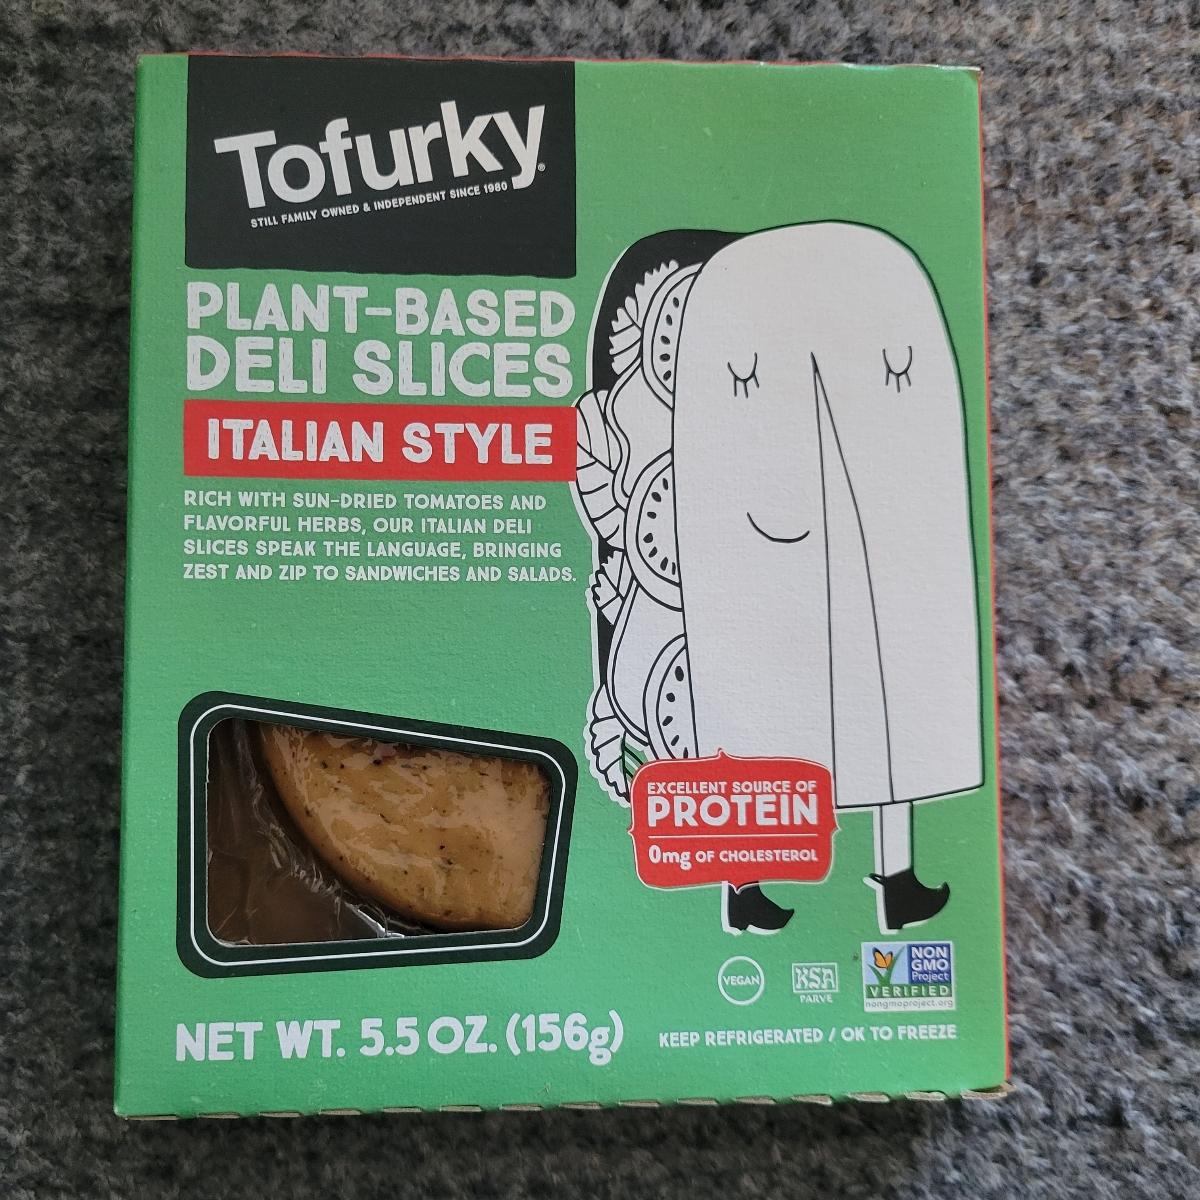 Tofurky®
STILL FAMILY OWNED & INDEPENDENT SINCE 1980
PLANT-BASED
DELI SLICES
ITALIAN STYLE
RICH WITH SUN-DRIED TOMATOES AND
FLAVORFUL HERBS, OUR ITALIAN DELI
SLICES SPEAK THE LANGUAGE, BRINGING
ZEST AND ZIP TO SANDWICHES AND SALADS.
EXCELLENT SOURCE OF
PROTEIN
0mg OF CHOLESTEROL
VEGAN
KSA
PARVE
NON
GMO
Project
VERIFIED
nongmoproject.org
NET WT. 5.5 OZ. (156g)
KEEP REFRIGERATED / OK TO FREEZE